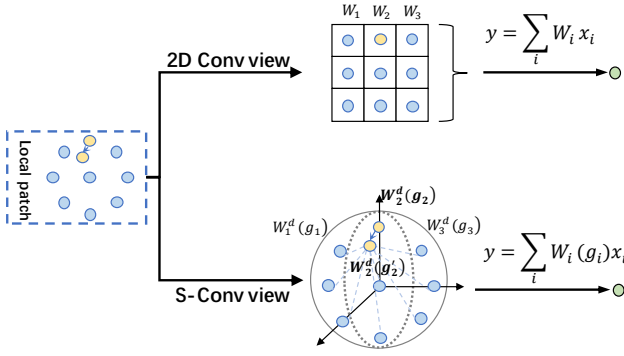 W₁ W₂ W₃
2D Conv view
y = ∑ᵢ Wᵢ xᵢ
Local patch
W₂ᵈ(g₂)
W₁ᵈ(g₁)
W₃ᵈ(g₃)
W₂ᵈ(g₂′)
y = ∑ᵢ Wᵢ (gᵢ)xᵢ
S-Conv view